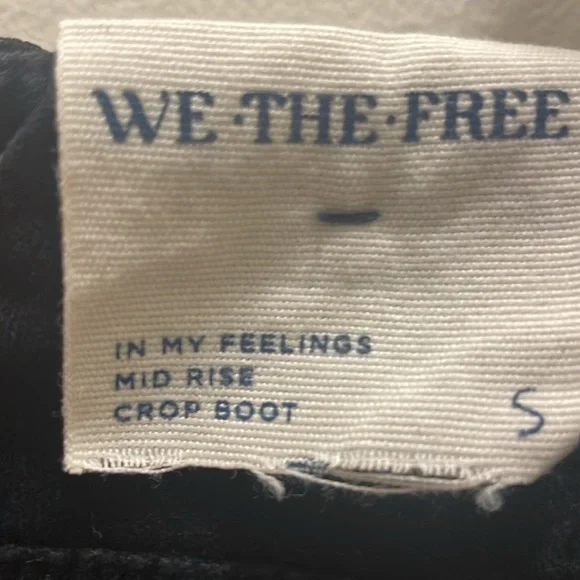 WE·THE·FREE
IN MY FEELINGS
MID RISE
CROP BOOT
S